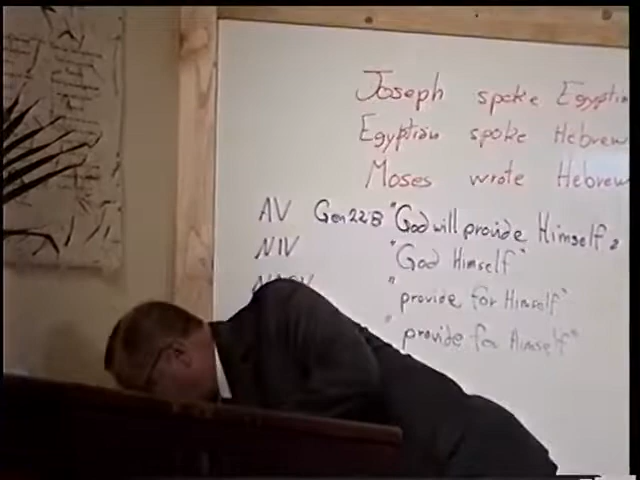 Joseph spoke Egyptian
Egyptian spoke Hebrew
Moses wrote Hebrew
AV Gen 22:8 "God will provide Himself a
NIV "God Himself"
"provide for Himself"
"provide for Himself"